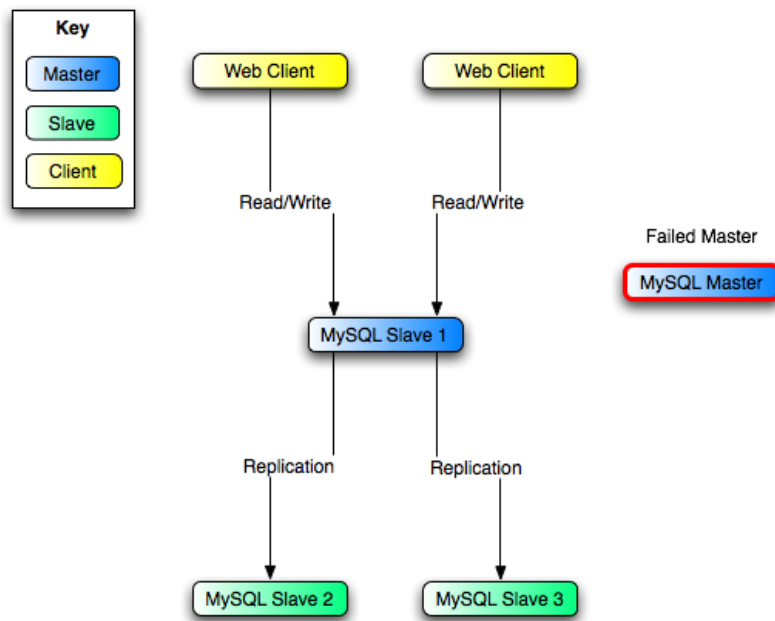 Key
Master
Slave
Client
Web Client
Web Client
Read/Write
Read/Write
Failed Master
MySQL Master
MySQL Slave 1
Replication
Replication
MySQL Slave 2
MySQL Slave 3